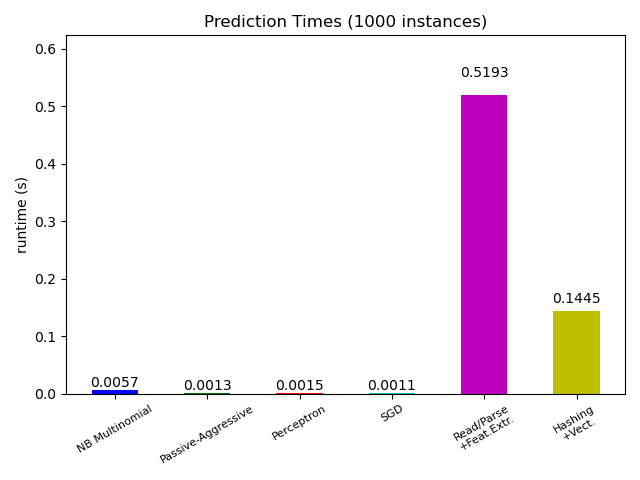 Prediction Times (1000 instances)
runtime (s)
0.6
0.5
0.4
0.3
0.2
0.1
0.0
0.0057
0.0013
0.0015
0.0011
0.5193
0.1445
NB Multinomial
Passive-Aggressive
Perceptron
SGD
Read/Parse
+Feat.Extr.
Hashing
+Vect.